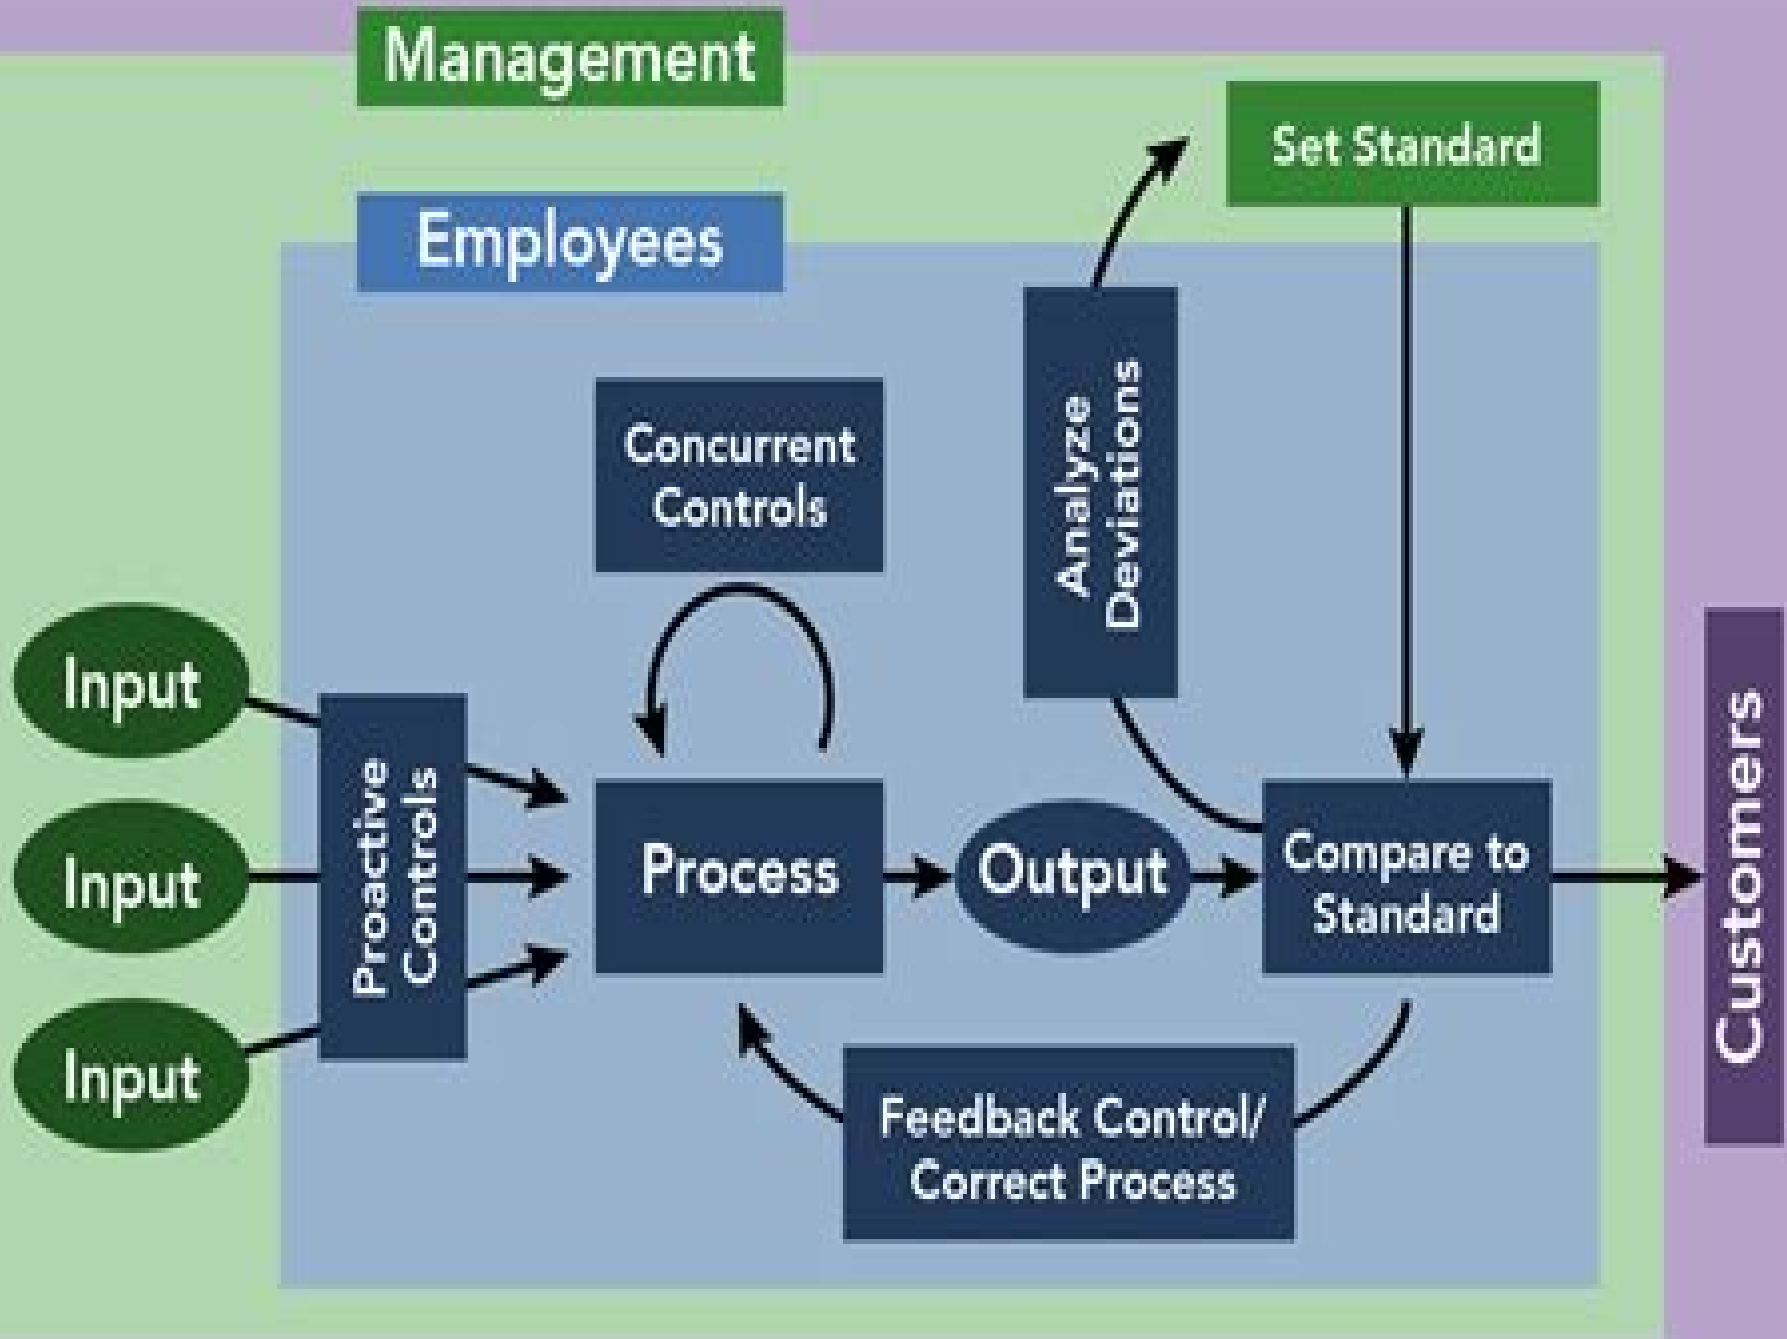 Management
Set Standard
Employees
Analyze
Deviations
Concurrent
Controls
Input
Input
Input
Proactive
Controls
Process
Output
Compare to
Standard
Customers
Feedback Control/
Correct Process